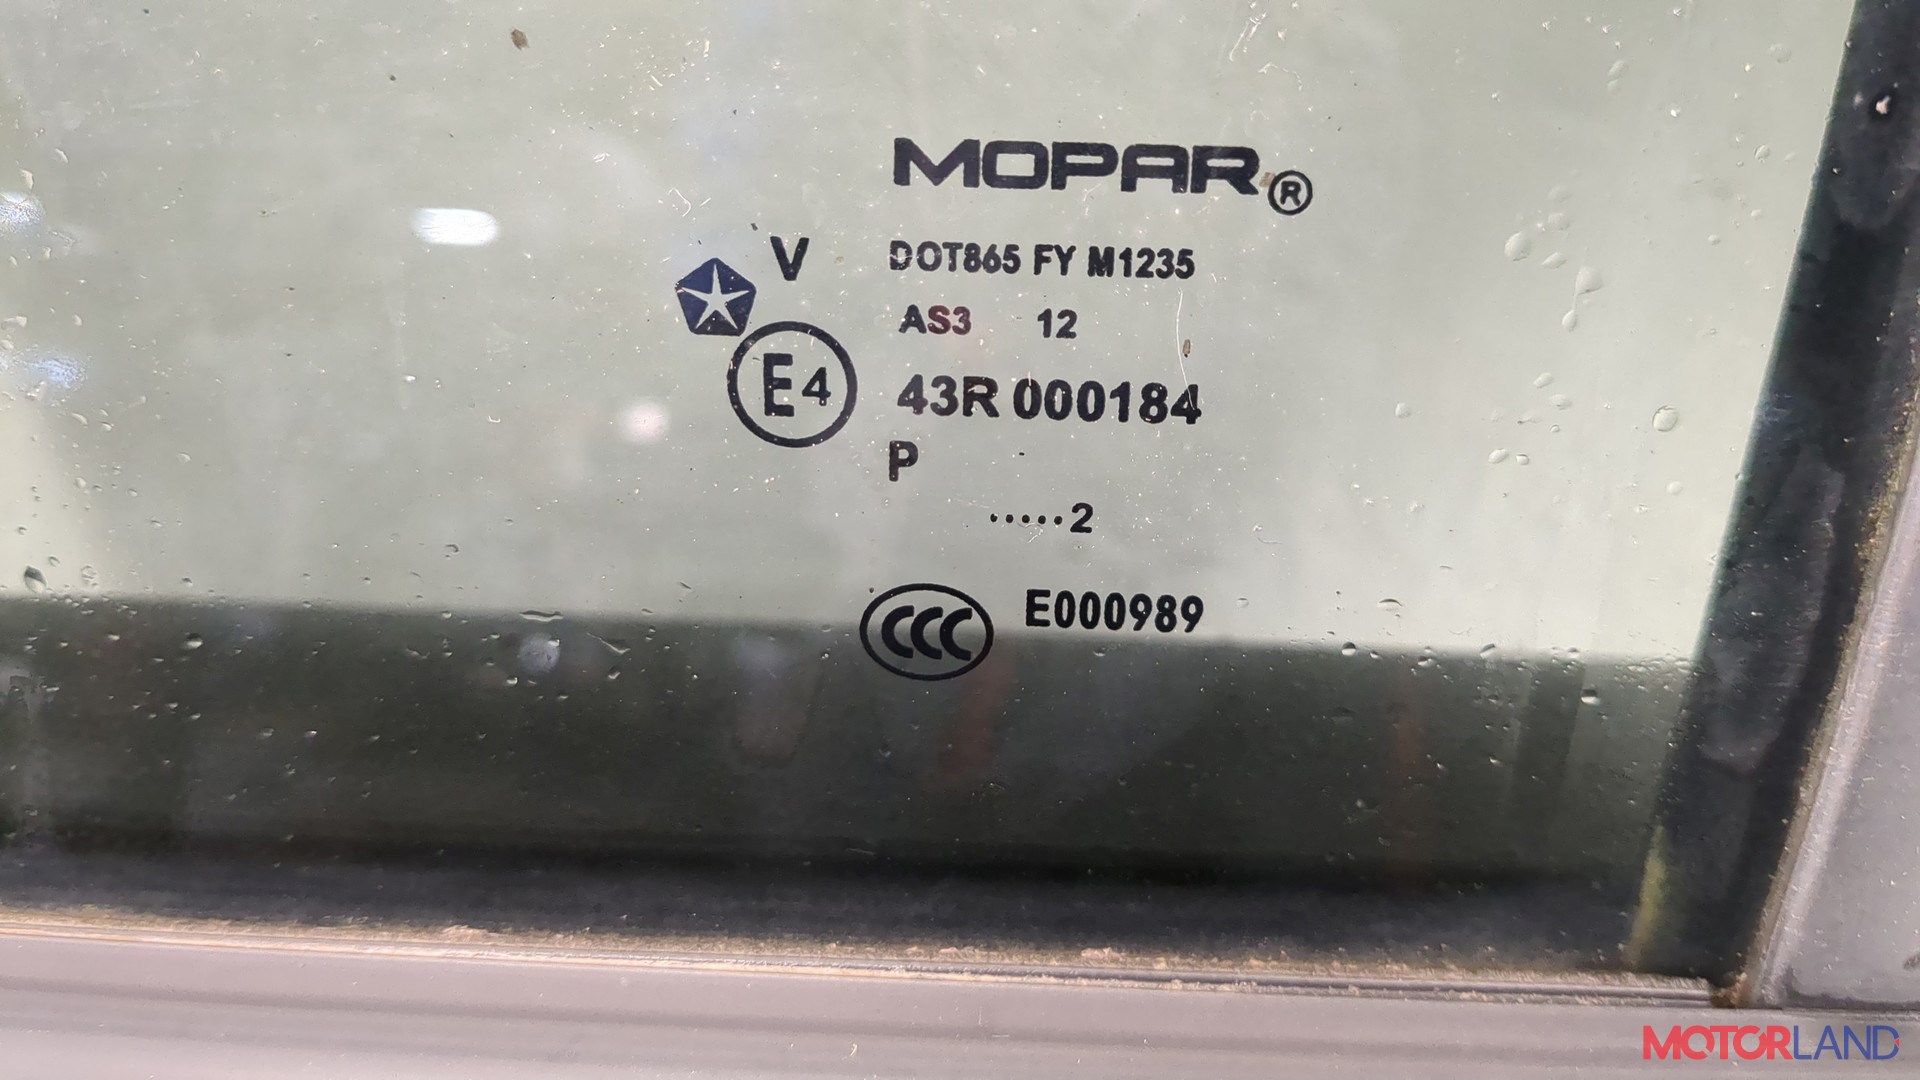 MOPAR®
V DOT865 FY M1235
AS3 12
E4 43R 000184
P
.....2
CCC E000989
MOTORLAND